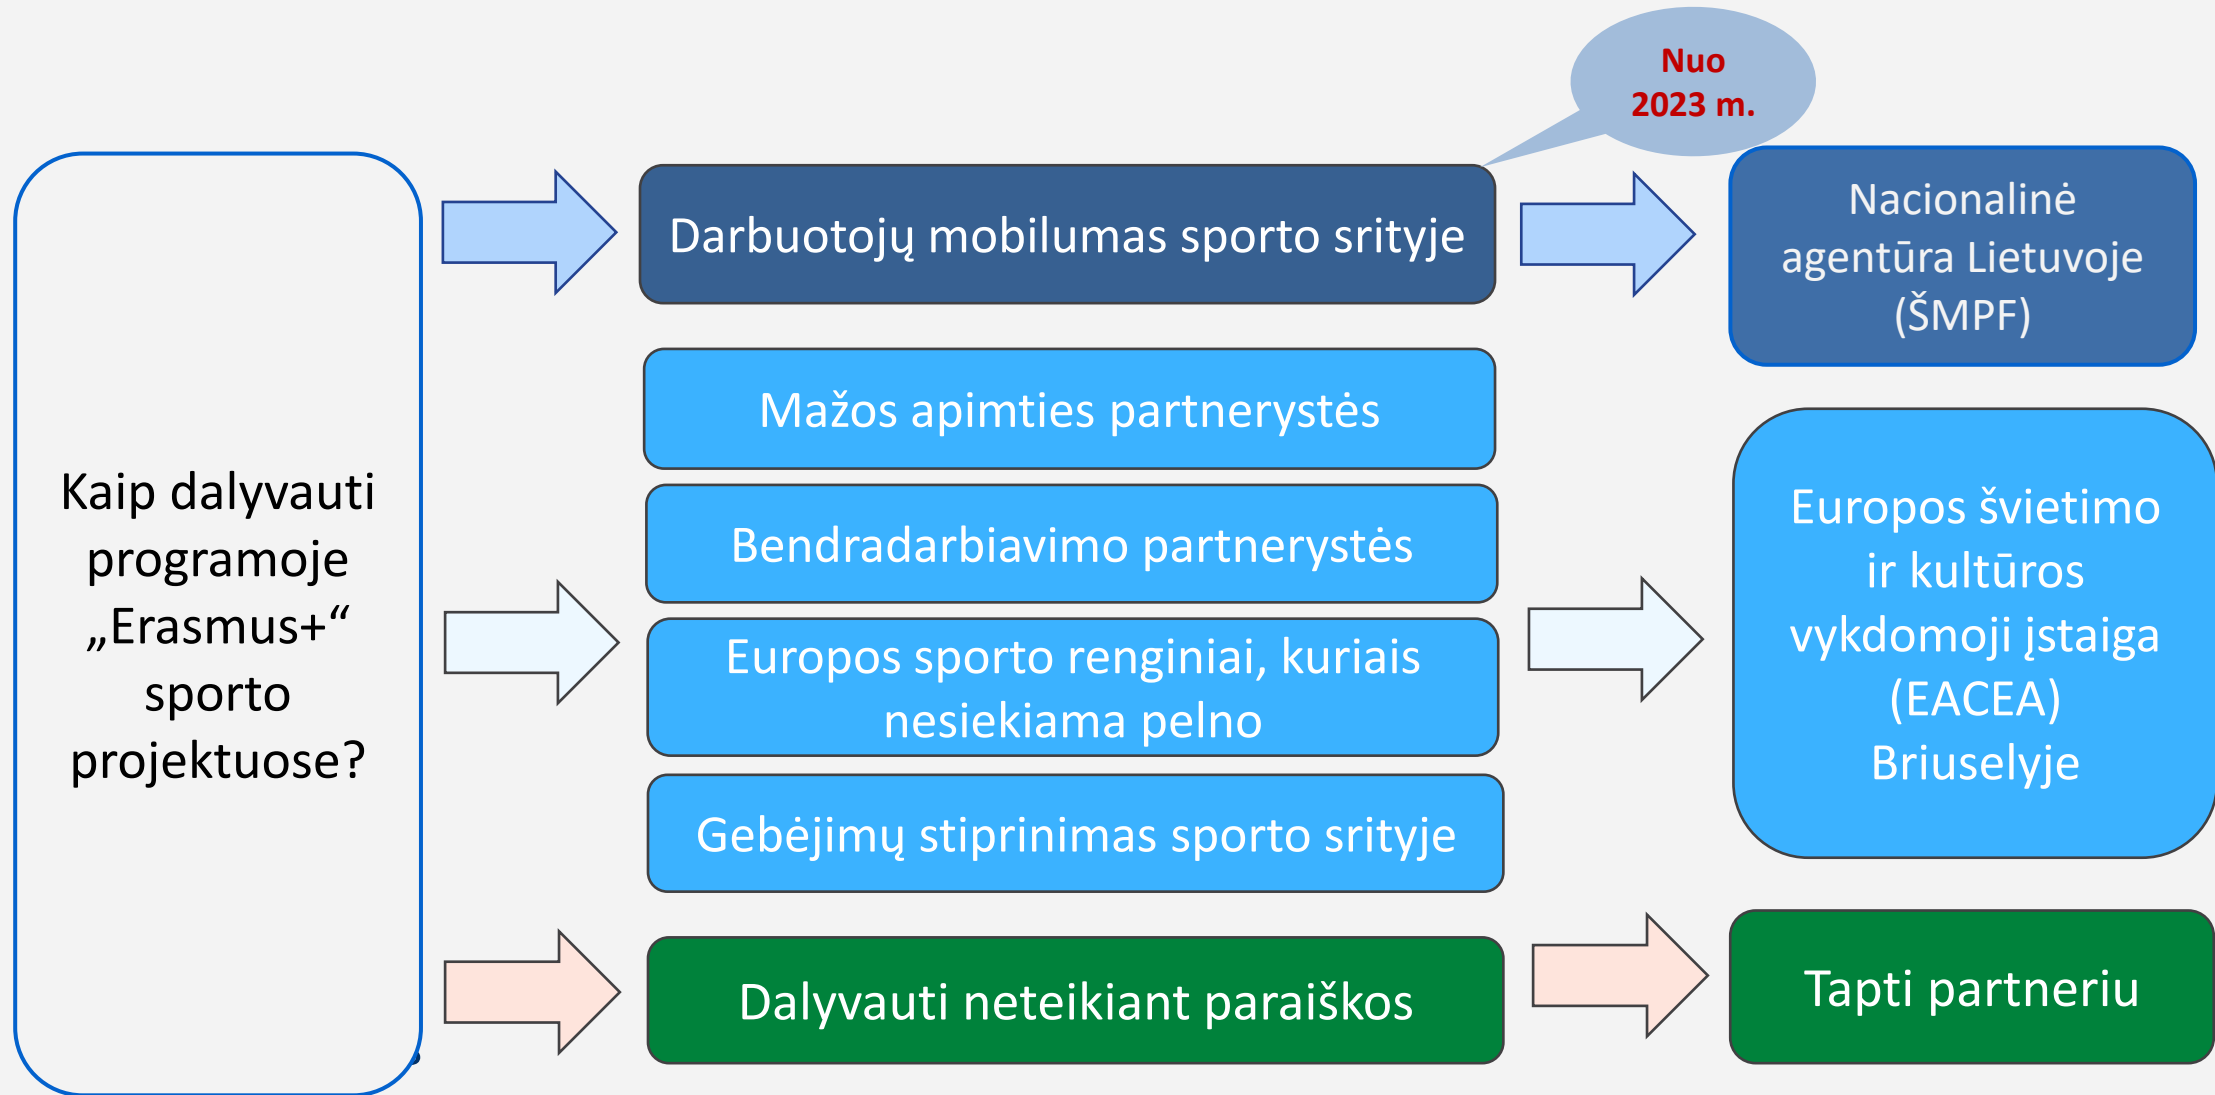 Nuo
2023 m.
Kaip dalyvauti
programoje
„Erasmus+“
sporto
projektuose?
Darbuotojų mobilumas sporto srityje
Nacionalinė
agentūra Lietuvoje
(ŠMPF)
Mažos apimties partnerystės
Bendradarbiavimo partnerystės
Europos sporto renginiai, kuriais
nesiekiama pelno
Gebėjimų stiprinimas sporto srityje
Europos švietimo
ir kultūros
vykdomoji įstaiga
(EACEA)
Briuselyje
Dalyvauti neteikiant paraiškos
Tapti partneriu